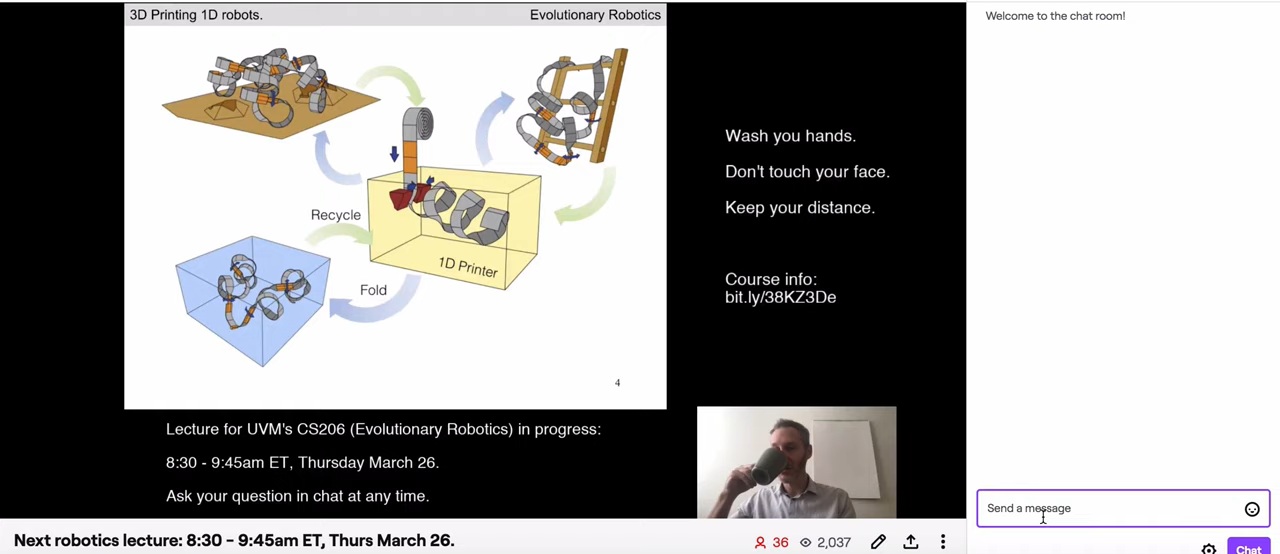 3D Printing 1D robots.
Evolutionary Robotics
Recycle
1D Printer
Fold
4
Wash you hands.
Don't touch your face.
Keep your distance.
Course info:
bit.ly/38KZ3De
Lecture for UVM's CS206 (Evolutionary Robotics) in progress:
8:30 - 9:45am ET, Thursday March 26.
Ask your question in chat at any time.
Next robotics lecture: 8:30 - 9:45am ET, Thurs March 26.
36
2,037
Welcome to the chat room!
Send a message
Chat